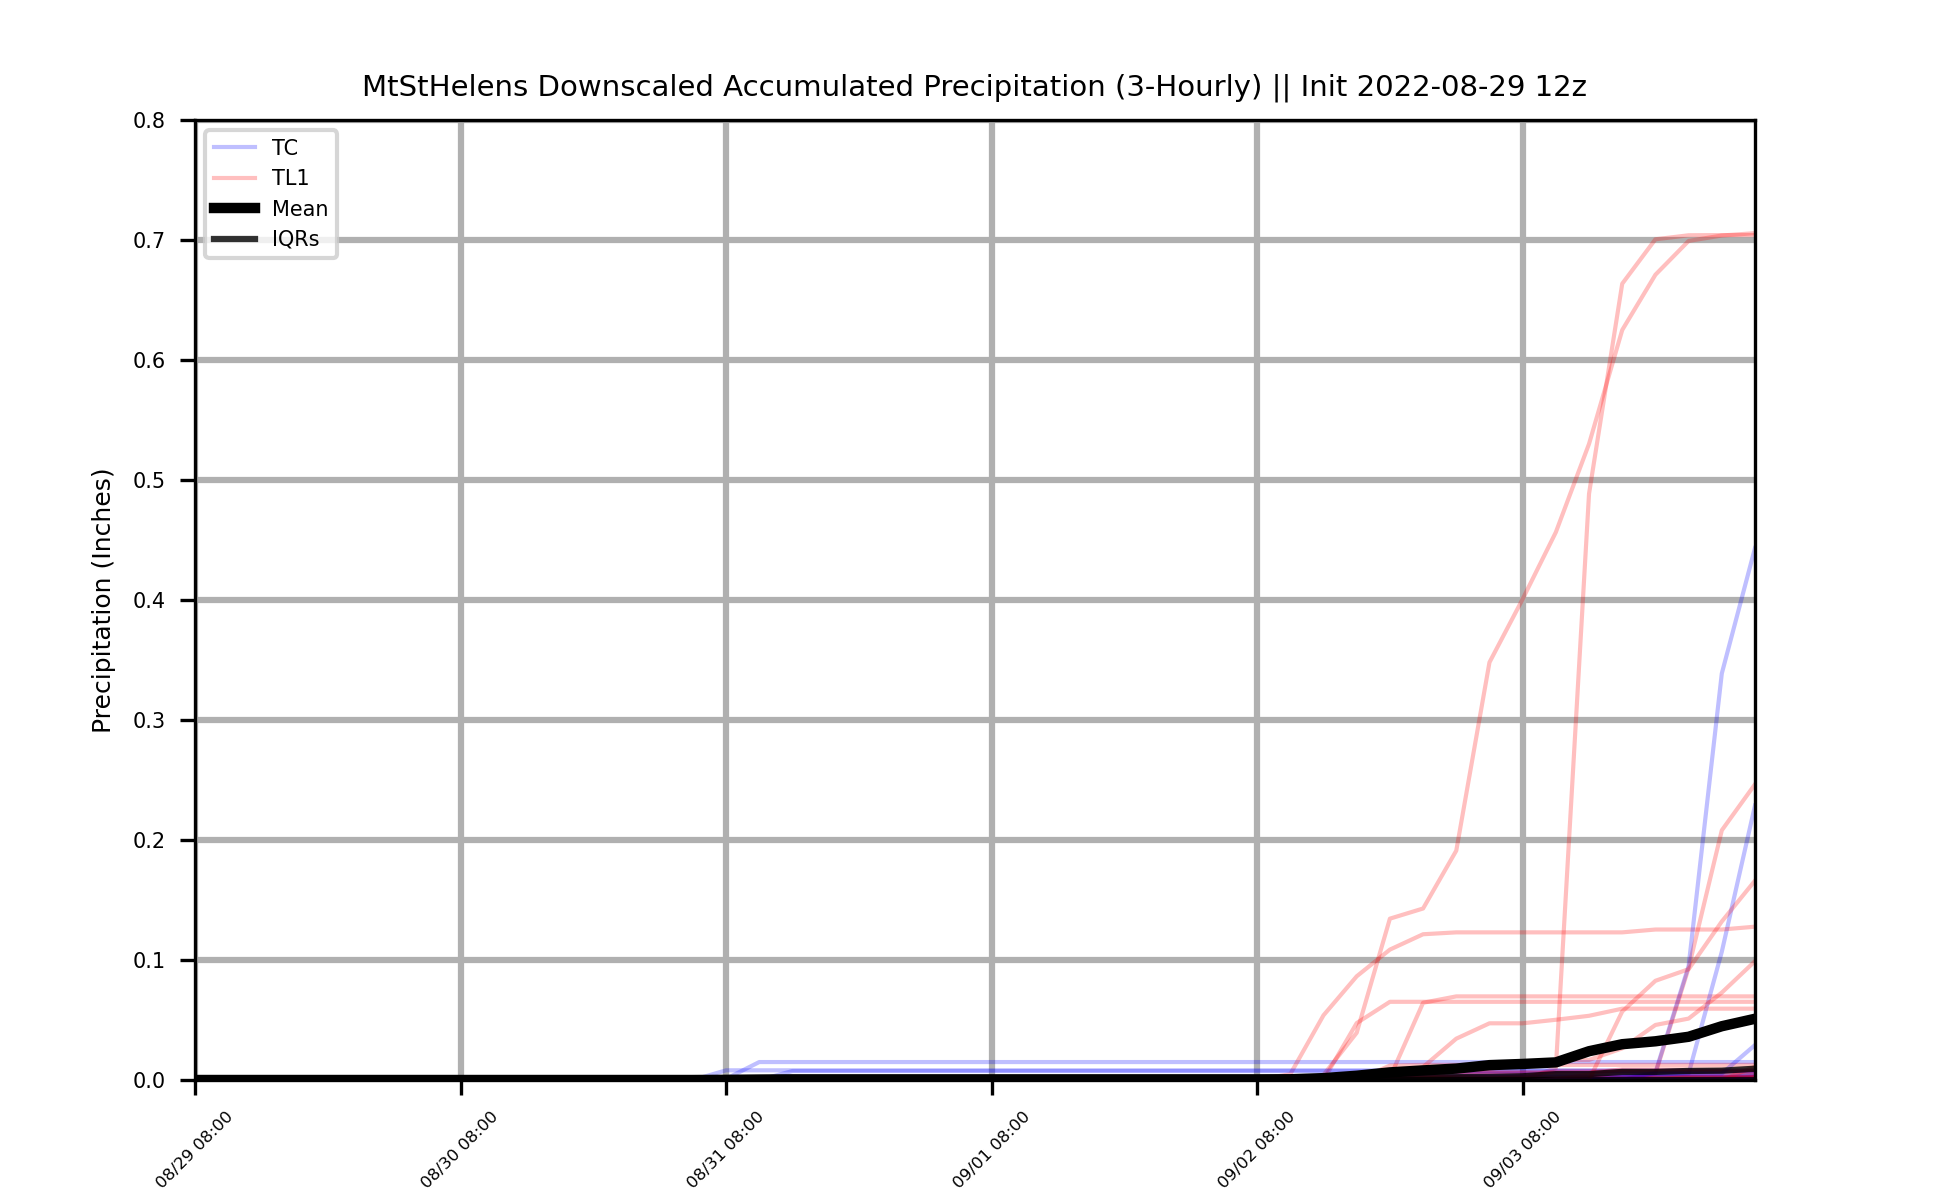 MtStHelens Downscaled Accumulated Precipitation (3-Hourly) || Init 2022-08-29 12z
TC
TL1
Mean
IQRs
Precipitation (Inches)
0.8
0.7
0.6
0.5
0.4
0.3
0.2
0.1
0.0
08/29 08:00
08/30 08:00
08/31 08:00
09/01 08:00
09/02 08:00
09/03 08:00